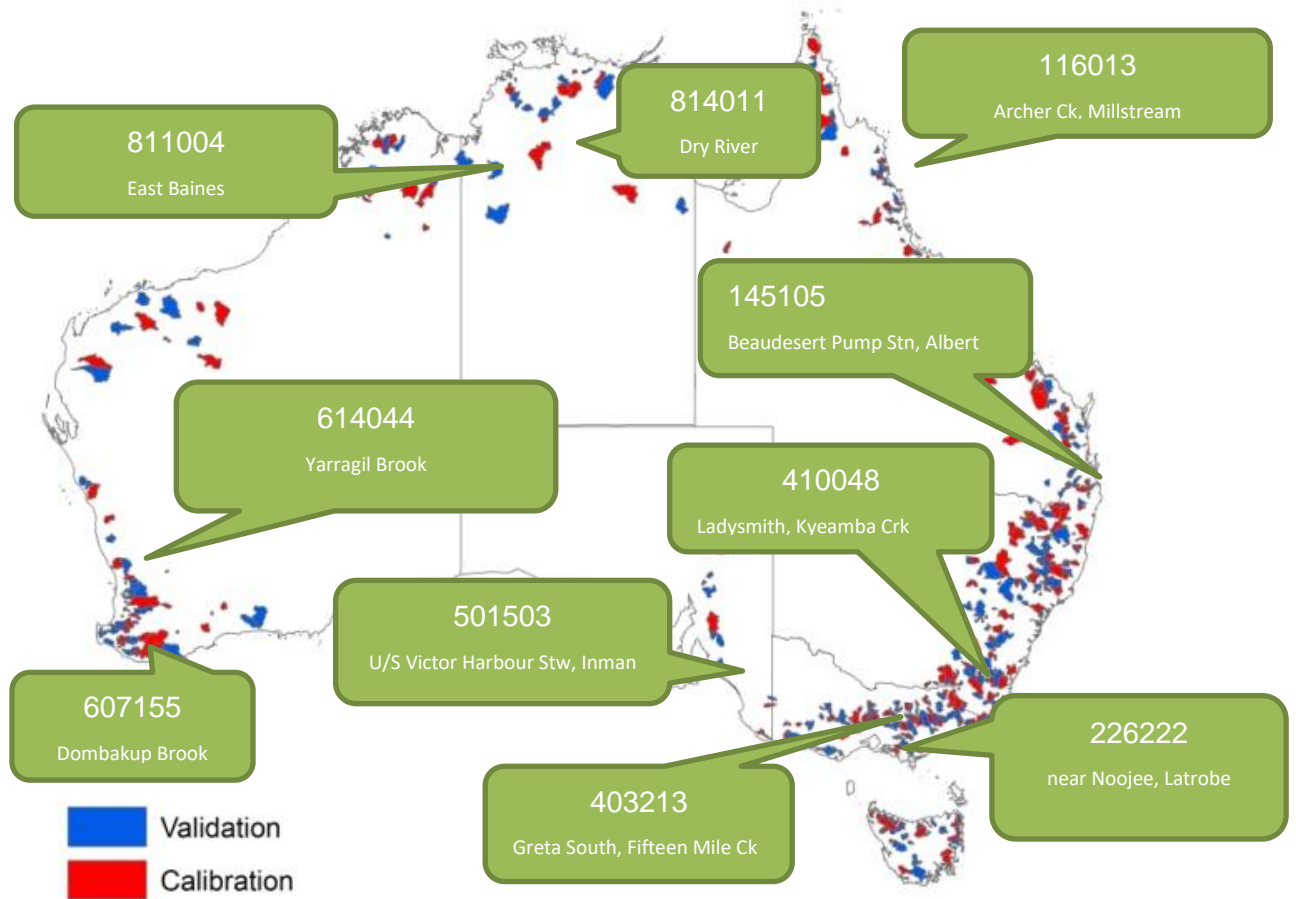 116013
Archer Ck, Millstream
814011
Dry River
811004
East Baines
145105
Beaudesert Pump Stn, Albert
614044
Yarragil Brook
410048
Ladysmith, Kyeamba Crk
501503
U/S Victor Harbour Stw, Inman
607155
Dombakup Brook
226222
near Noojee, Latrobe
403213
Greta South, Fifteen Mile Ck
Validation
Calibration